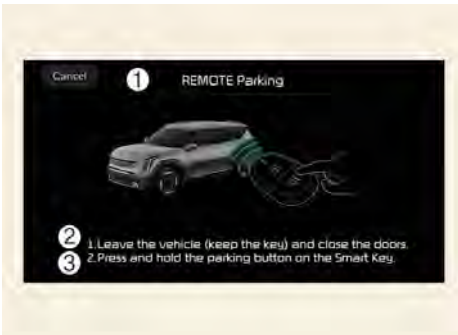 Cancel
1
REMOTE Parking
2
1.Leave the vehicle (keep the key) and close the doors.
3
2.Press and hold the parking button on the Smart Key.